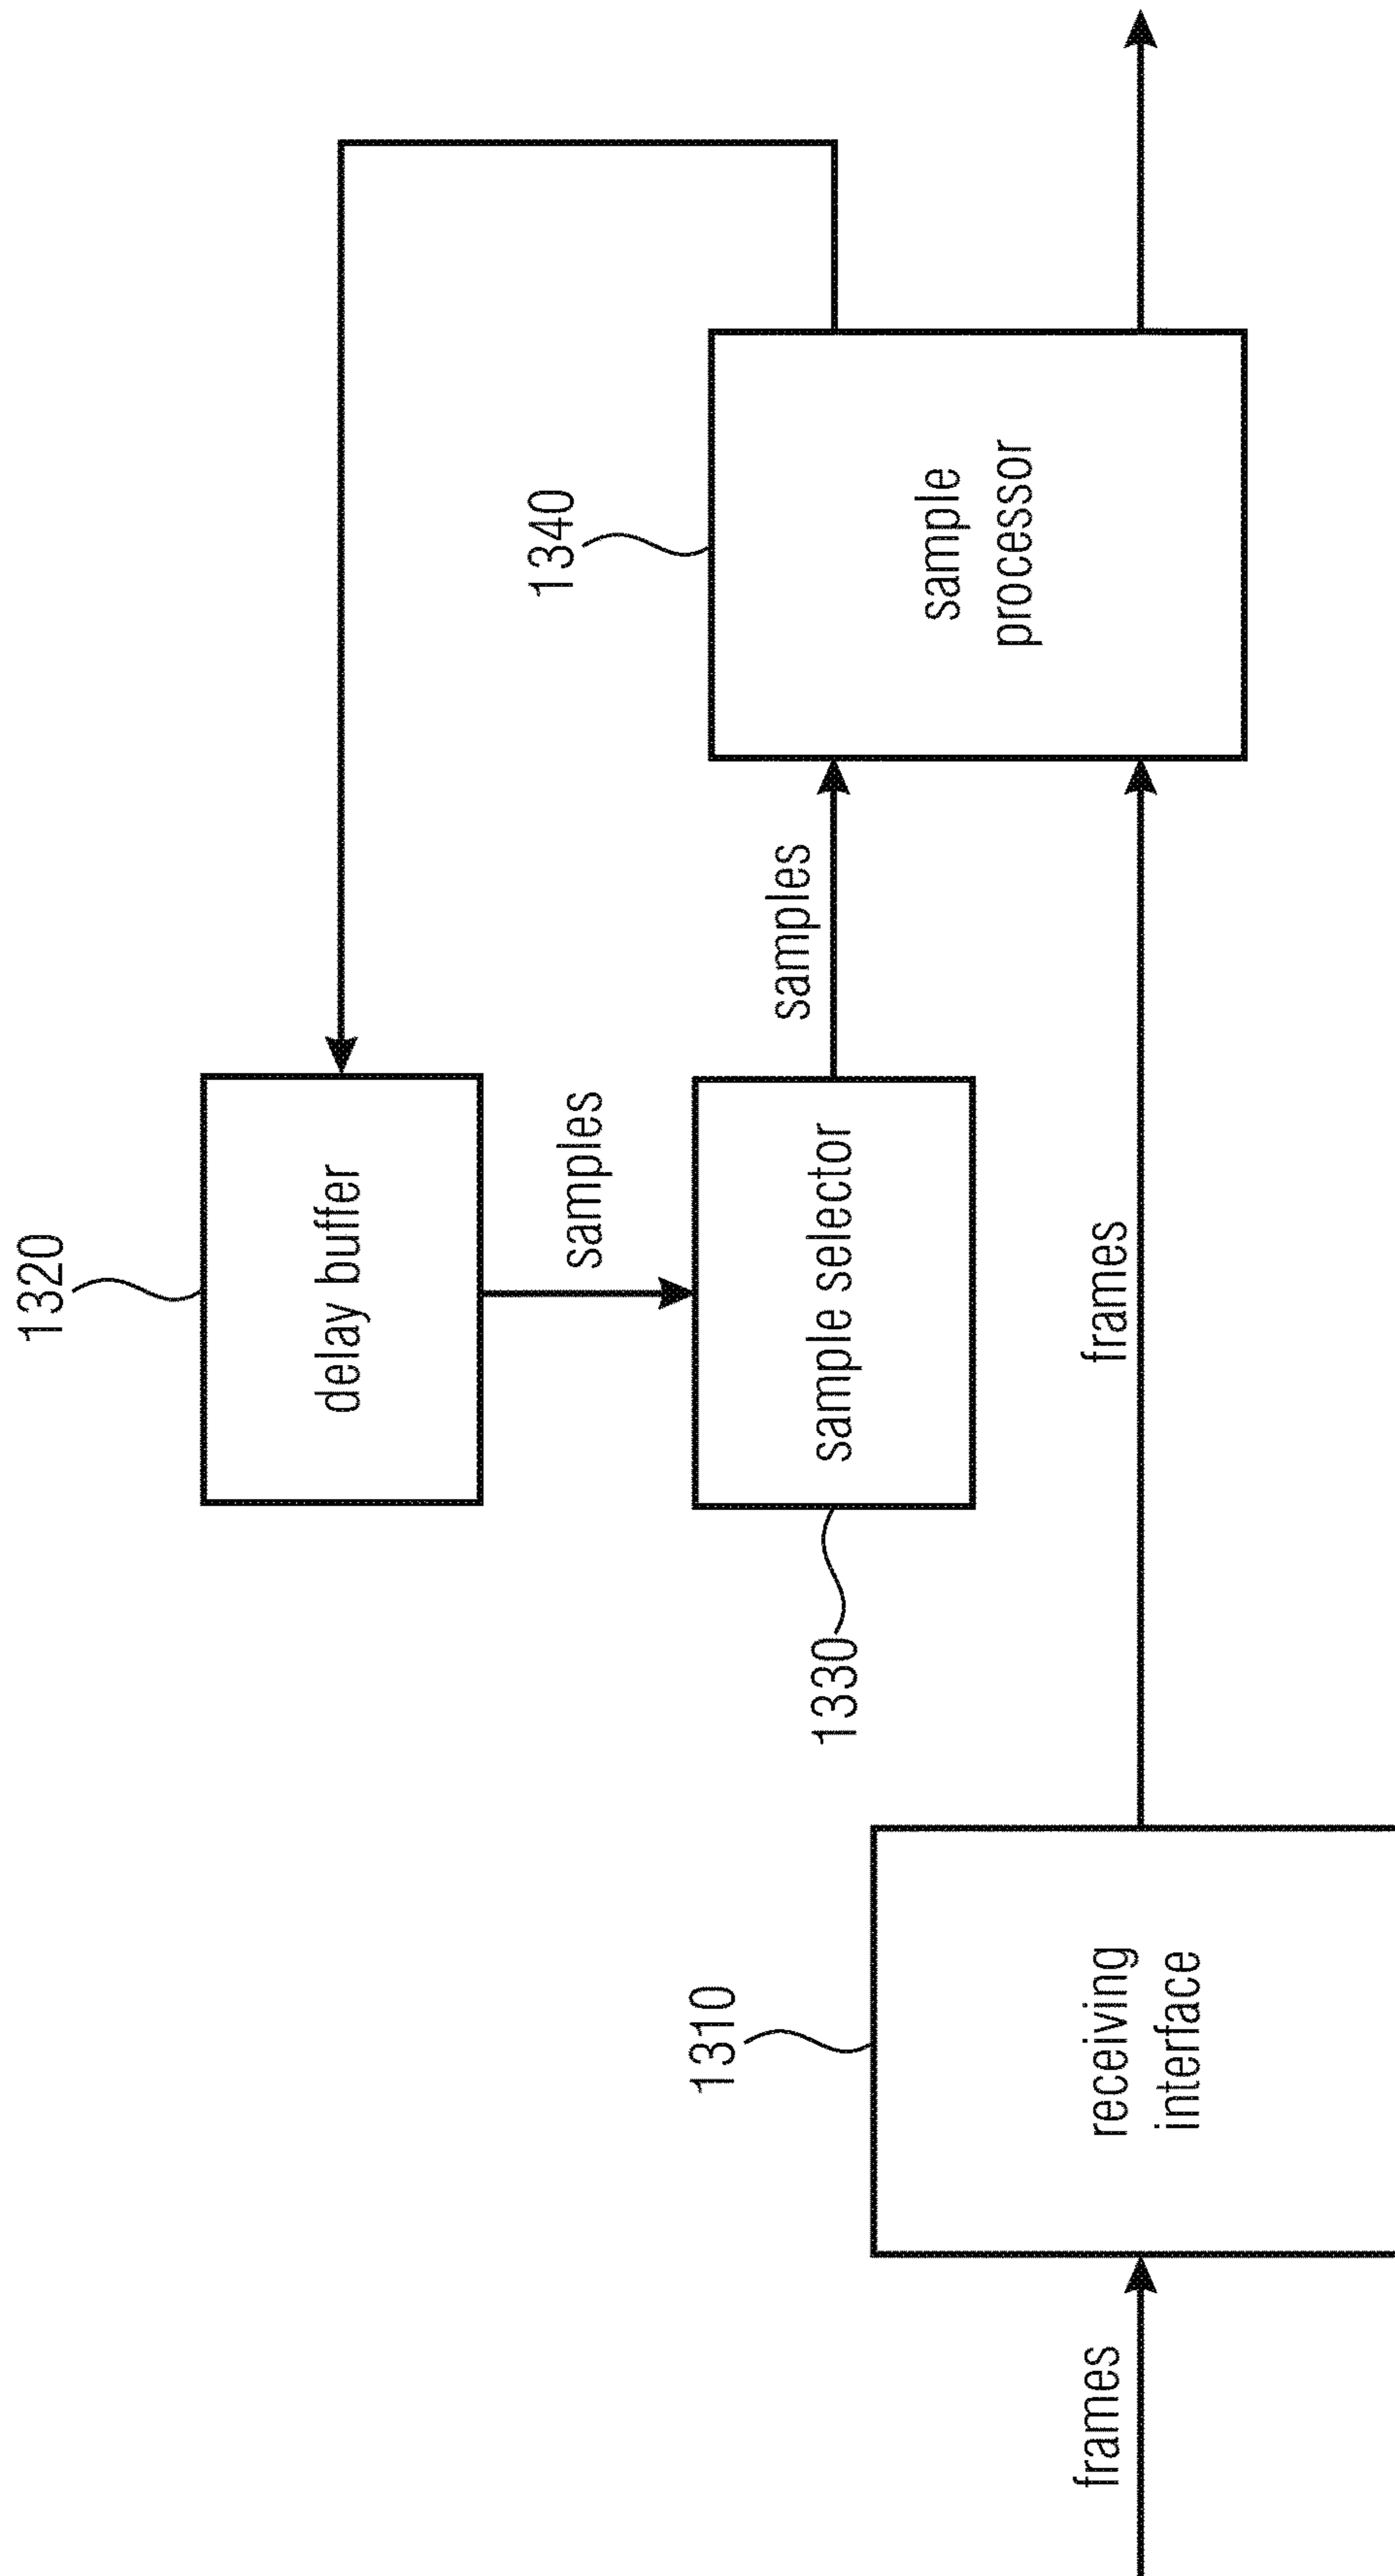 1320
delay buffer
samples
1330
sample selector
samples
1340
sample
processor
1310
receiving
interface
frames
frames